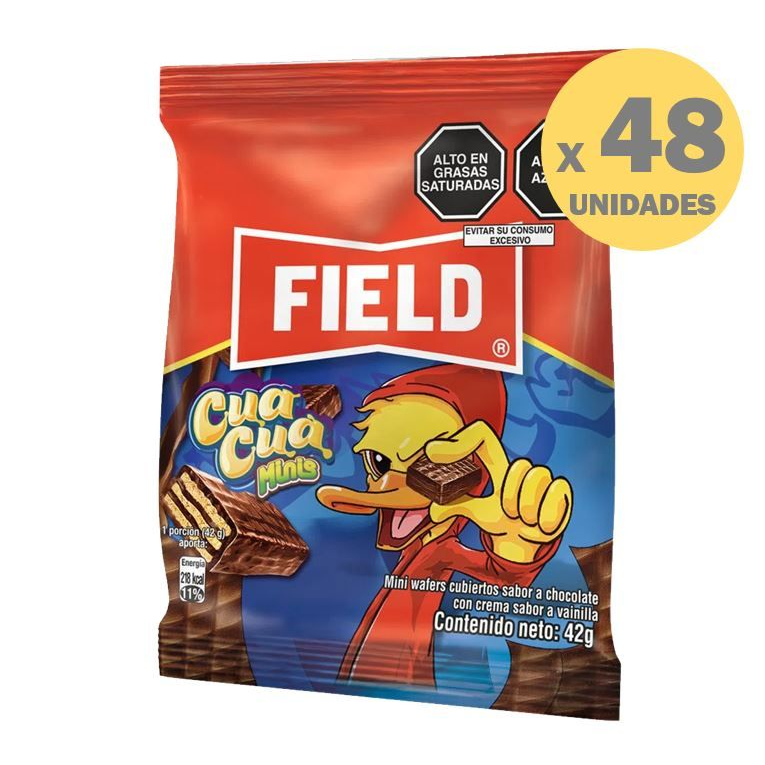 x 48
UNIDADES
ALTO EN
GRASAS
SATURADAS
EVITAR SU CONSUMO
EXCESIVO
FIELD
®
Cua
Cua
Minis
1 porción (42 g)
aporta:
Energía
218 kcal
11%
Mini wafers cubiertos sabor a chocolate
con crema sabor a vainilla
Contenido neto: 42g